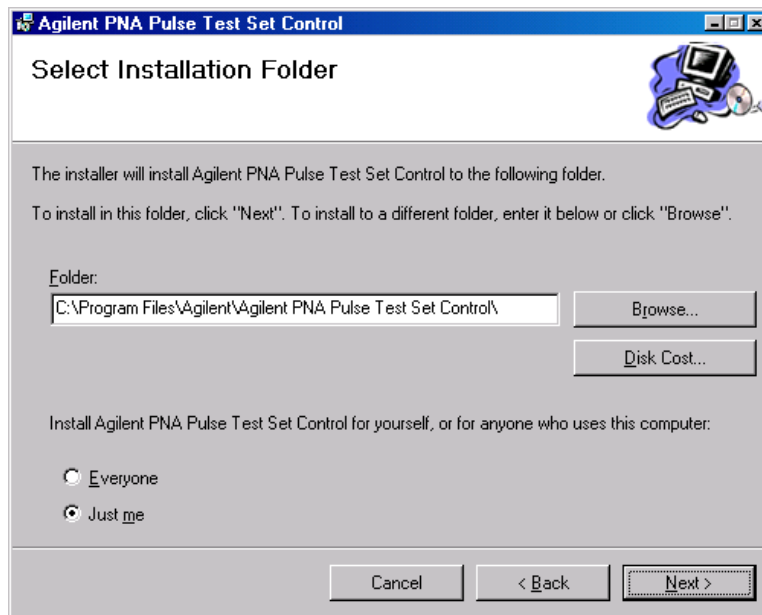 Agilent PNA Pulse Test Set Control
Select Installation Folder
The installer will install Agilent PNA Pulse Test Set Control to the following folder.
To install in this folder, click "Next". To install to a different folder, enter it below or click "Browse".
Folder:
C:\Program Files\Agilent\Agilent PNA Pulse Test Set Control\
Browse...
Disk Cost...
Install Agilent PNA Pulse Test Set Control for yourself, or for anyone who uses this computer:
Everyone
Just me
Cancel
< Back
Next >